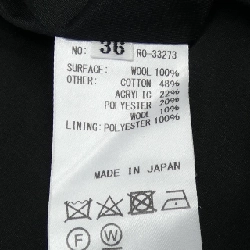 NO: 36 RO-33273
SURFACE: WOOL 100%
OTHER: COTTON 48%
ACRYLIC 22%
POLYESTER 20%
WOOL 10%
LINING: POLYESTER 100%
MADE IN JAPAN
P
W